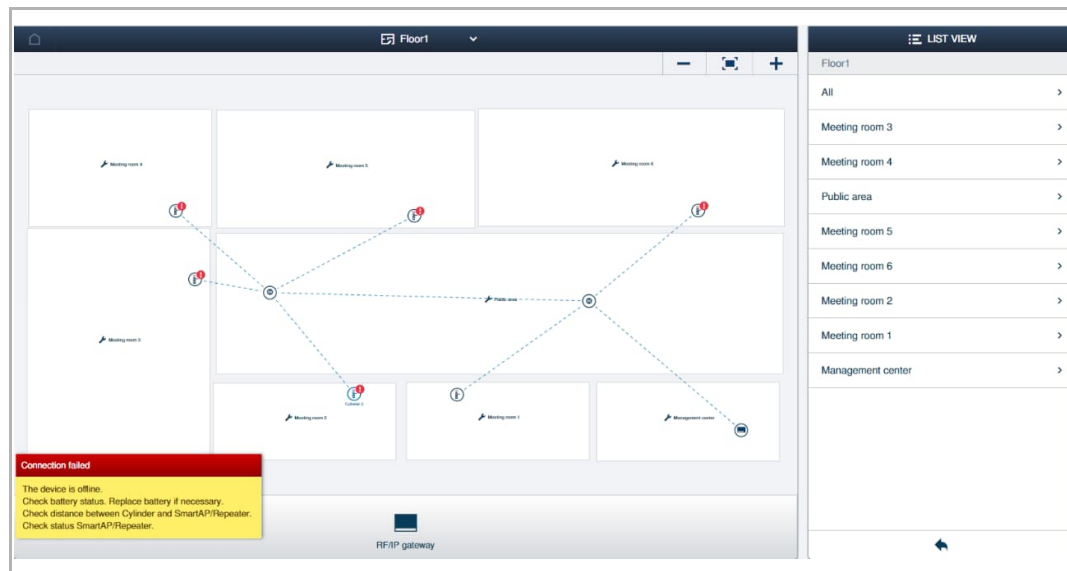 Floor1
LIST VIEW
Floor1
All
Meeting room 3
Meeting room 4
Public area
Meeting room 5
Meeting room 6
Meeting room 2
Meeting room 1
Management center
Meeting room 4
Meeting room 5
Meeting room 6
Public area
Meeting room 3
Cylinder 2
Meeting room 2
Meeting room 1
Management center
Connection failed
The device is offline.
Check battery status. Replace battery if necessary.
Check distance between Cylinder and SmartAP/Repeater.
Check status SmartAP/Repeater.
RF/IP gateway